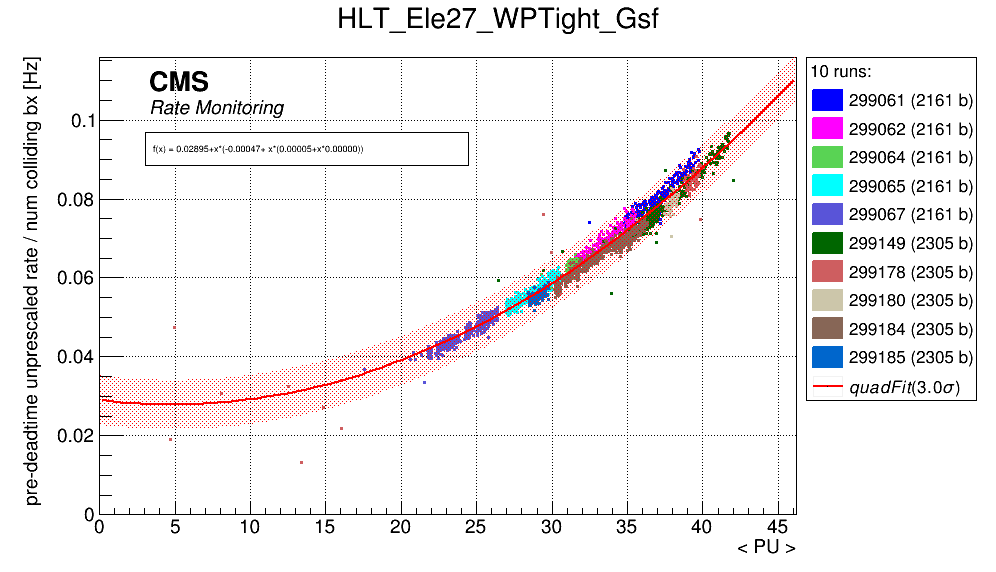 HLT_Ele27_WPTight_Gsf
pre-deadtime unprescaled rate / num colliding bx [Hz]
CMS
Rate Monitoring
f(x) = 0.02895+x*(-0.00047+ x*(0.00005+x*0.00000))
0.1
0.08
0.06
0.04
0.02
0
0 5 10 15 20 25 30 35 40 45
< PU >
10 runs:
299061 (2161 b)
299062 (2161 b)
299064 (2161 b)
299065 (2161 b)
299067 (2161 b)
299149 (2305 b)
299178 (2305 b)
299180 (2305 b)
299184 (2305 b)
299185 (2305 b)
quadFit(3.0σ)